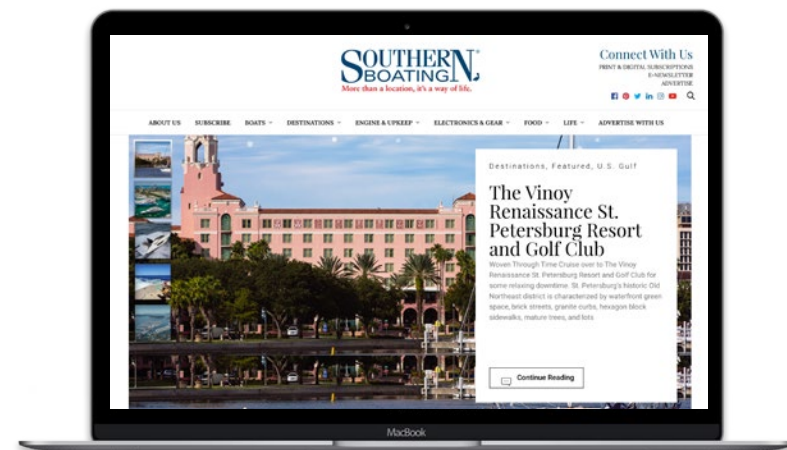 SOUTHERN
BOATING
More than a location, it's a way of life.
Connect With Us
PRINT & DIGITAL SUBSCRIPTIONS
E-NEWSLETTER
ADVERTISE
ABOUT US SUBSCRIBE BOATS DESTINATIONS ENGINE & UPKEEP ELECTRONICS & GEAR FOOD LIFE ADVERTISE WITH US
Destinations, Featured, U.S. Gulf
The Vinoy
Renaissance St.
Petersburg Resort
and Golf Club
Woven Through Time Cruise over to The Vinoy
Renaissance St. Petersburg Resort and Golf Club for
some relaxing downtime. St. Petersburg's historic Old
Northeast district is characterized by waterfront green
space, brick streets, granite curbs, hexagon block
sidewalks, mature trees, and lots
Continue Reading
MacBook